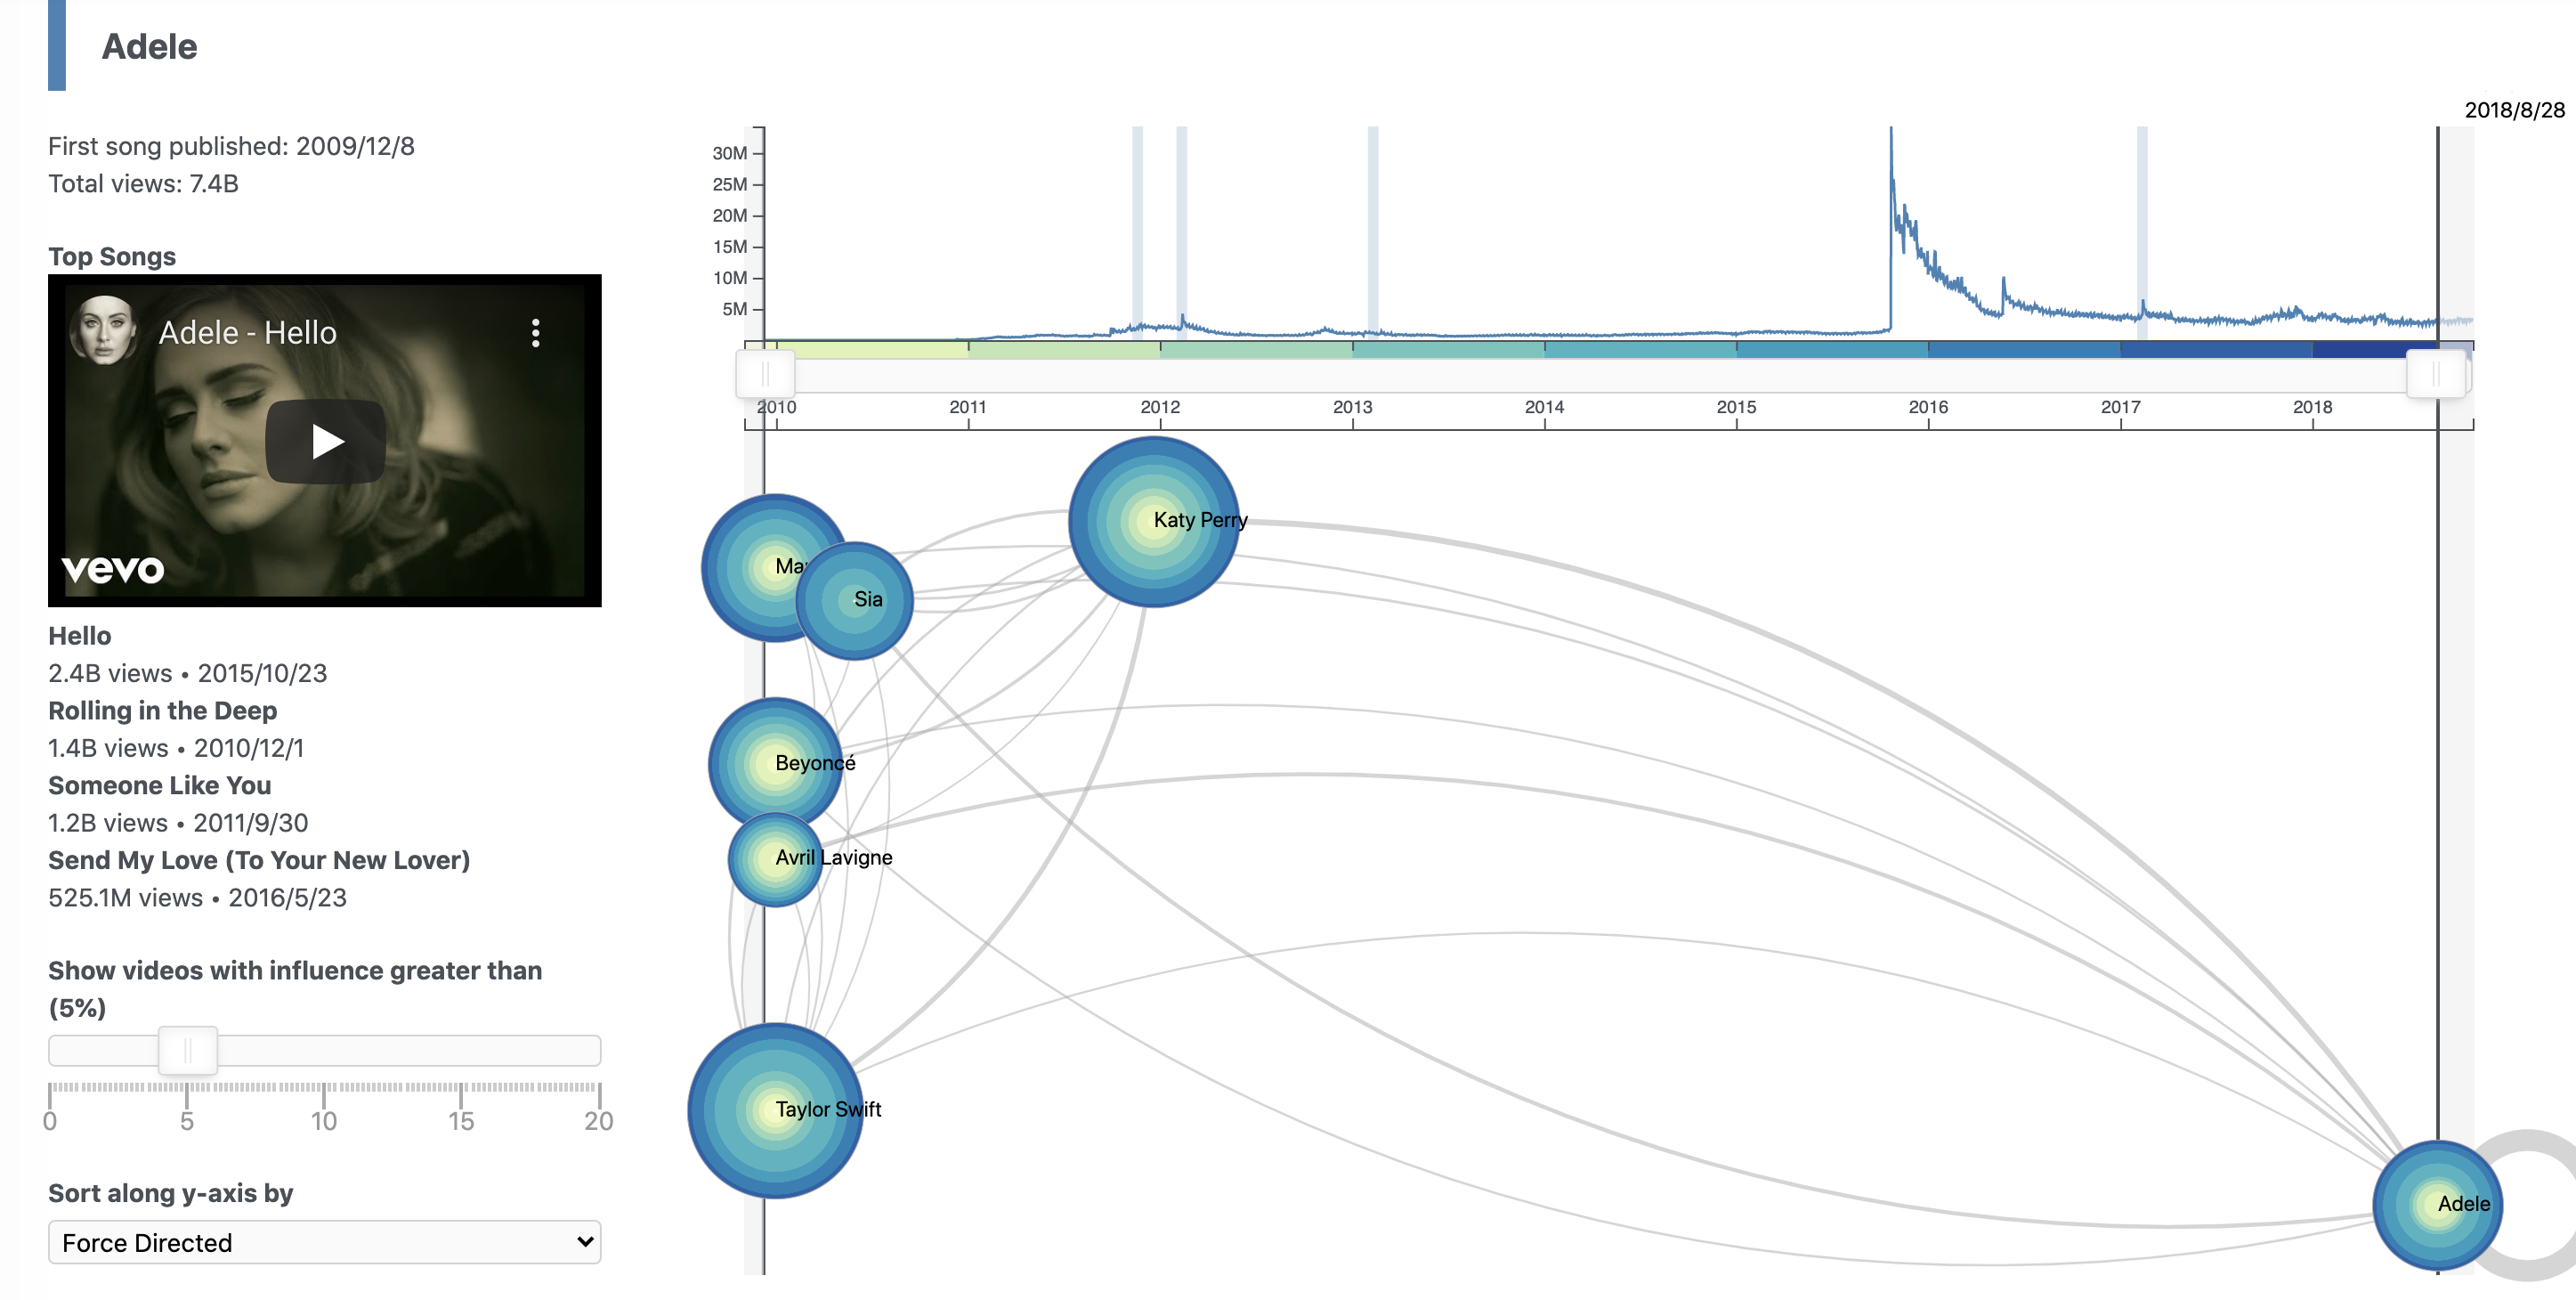 Adele
First song published: 2009/12/8
Total views: 7.4B
Top Songs
Adele - Hello
vevo
Hello
2.4B views • 2015/10/23
Rolling in the Deep
1.4B views • 2010/12/1
Someone Like You
1.2B views • 2011/9/30
Send My Love (To Your New Lover)
525.1M views • 2016/5/23
Show videos with influence greater than
(5%)
0 5 10 15 20
Sort along y-axis by
Force Directed
2018/8/28
30M
25M
20M
15M
10M
5M
2010 2011 2012 2013 2014 2015 2016 2017 2018
Katy Perry
Sia
Beyoncé
Avril Lavigne
Taylor Swift
Adele